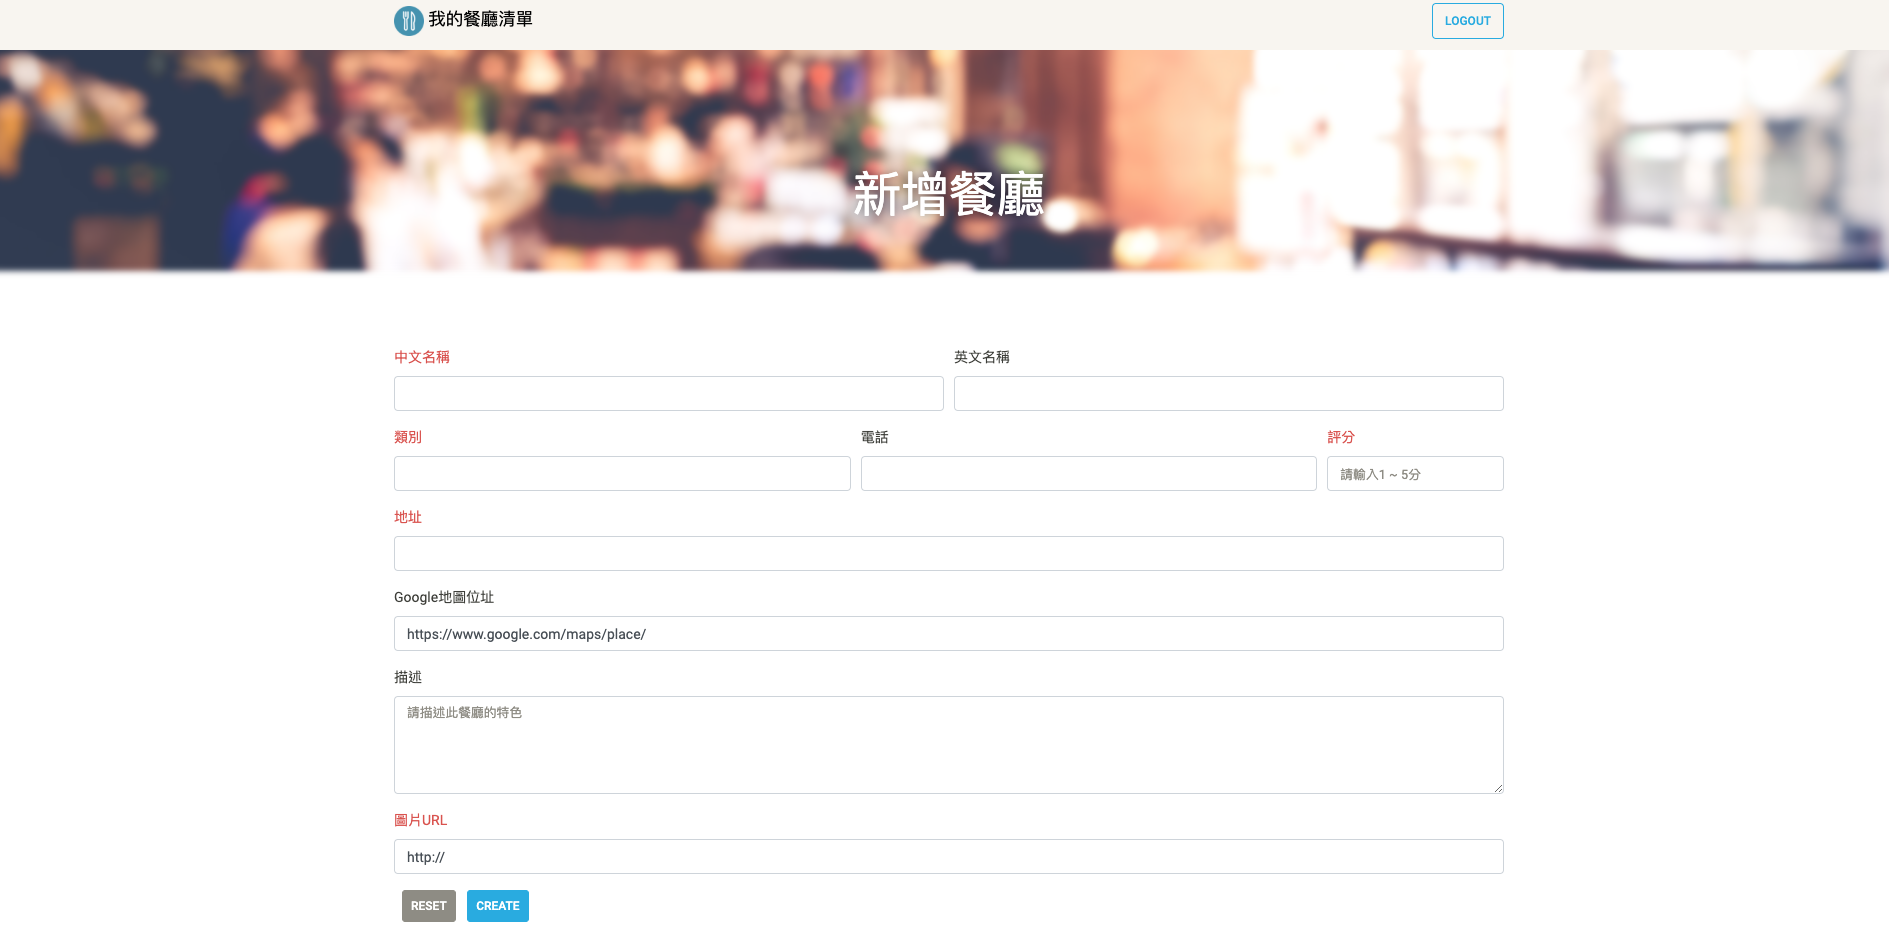 我的餐廳清單
LOGOUT
新增餐廳
中文名稱
英文名稱
類別
電話
評分
請輸入1 ~ 5分
地址
Google地圖位址
https://www.google.com/maps/place/
描述
請描述此餐廳的特色
圖片URL
http://
RESET
CREATE